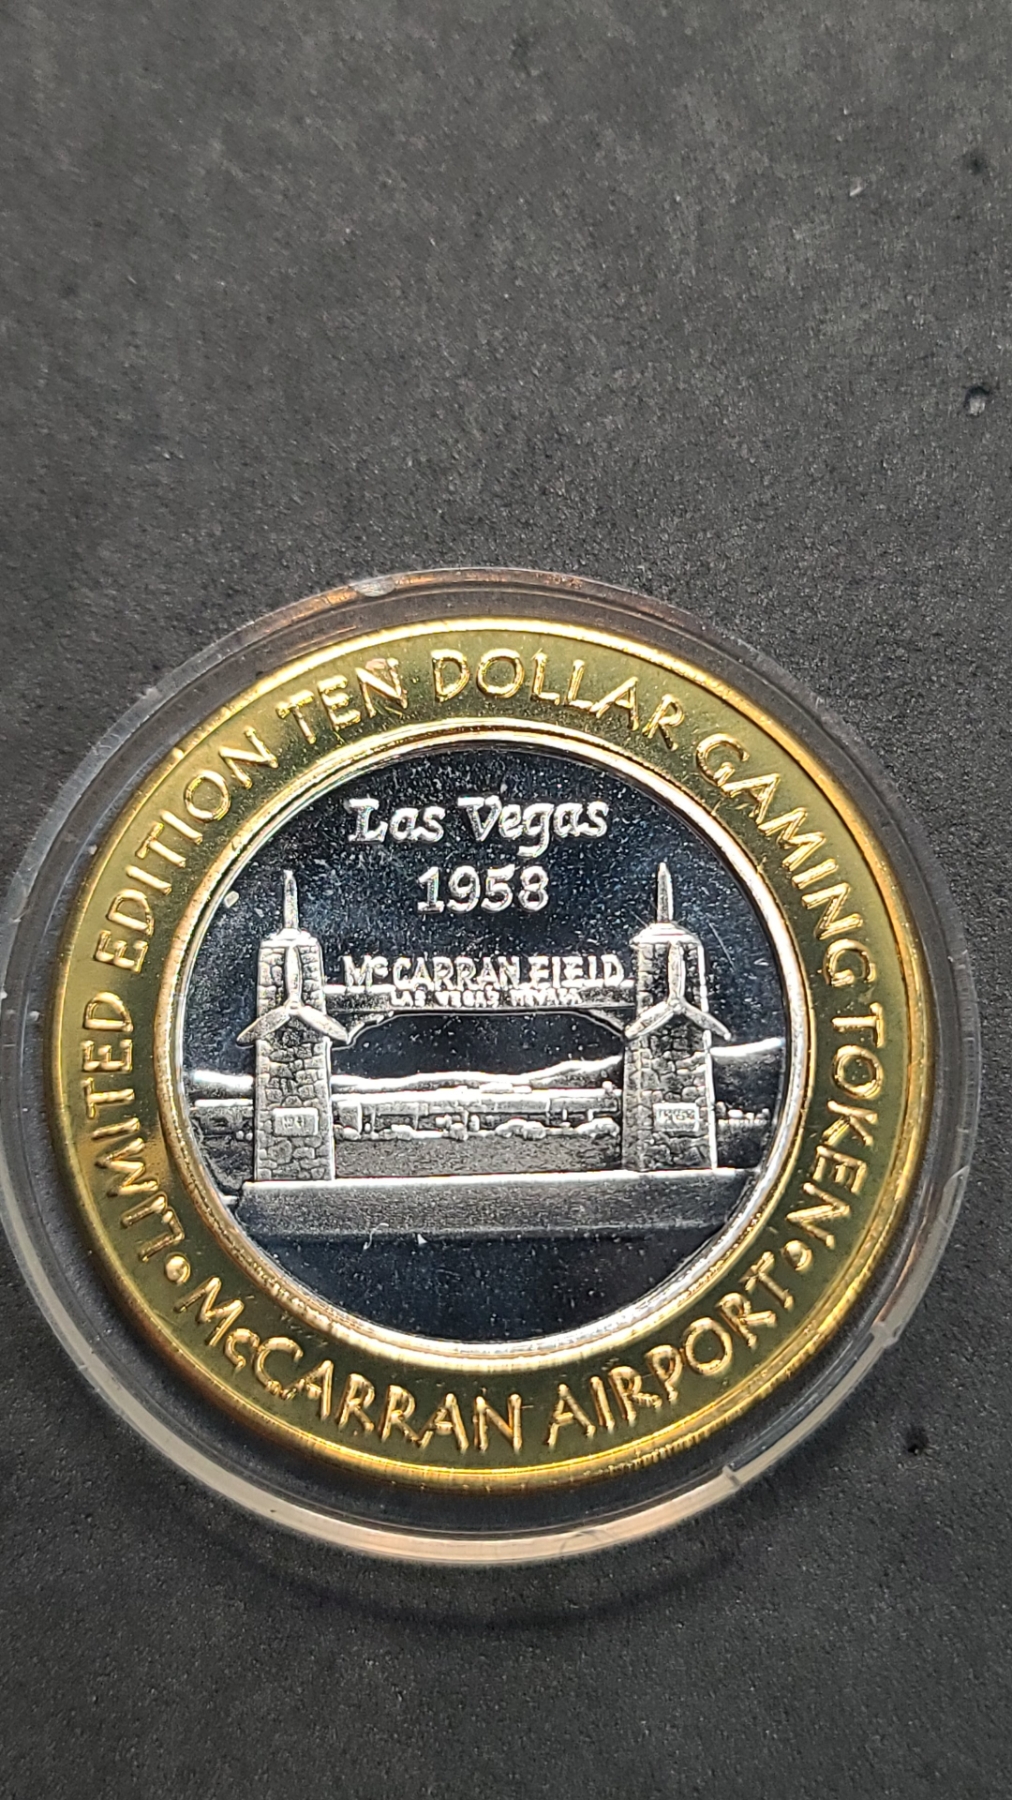 LIMITED EDITION TEN DOLLAR GAMING TOKEN
Las Vegas
1958
McCARRAN FIELD
LAS VEGAS NEVADA
• McCARRAN AIRPORT •